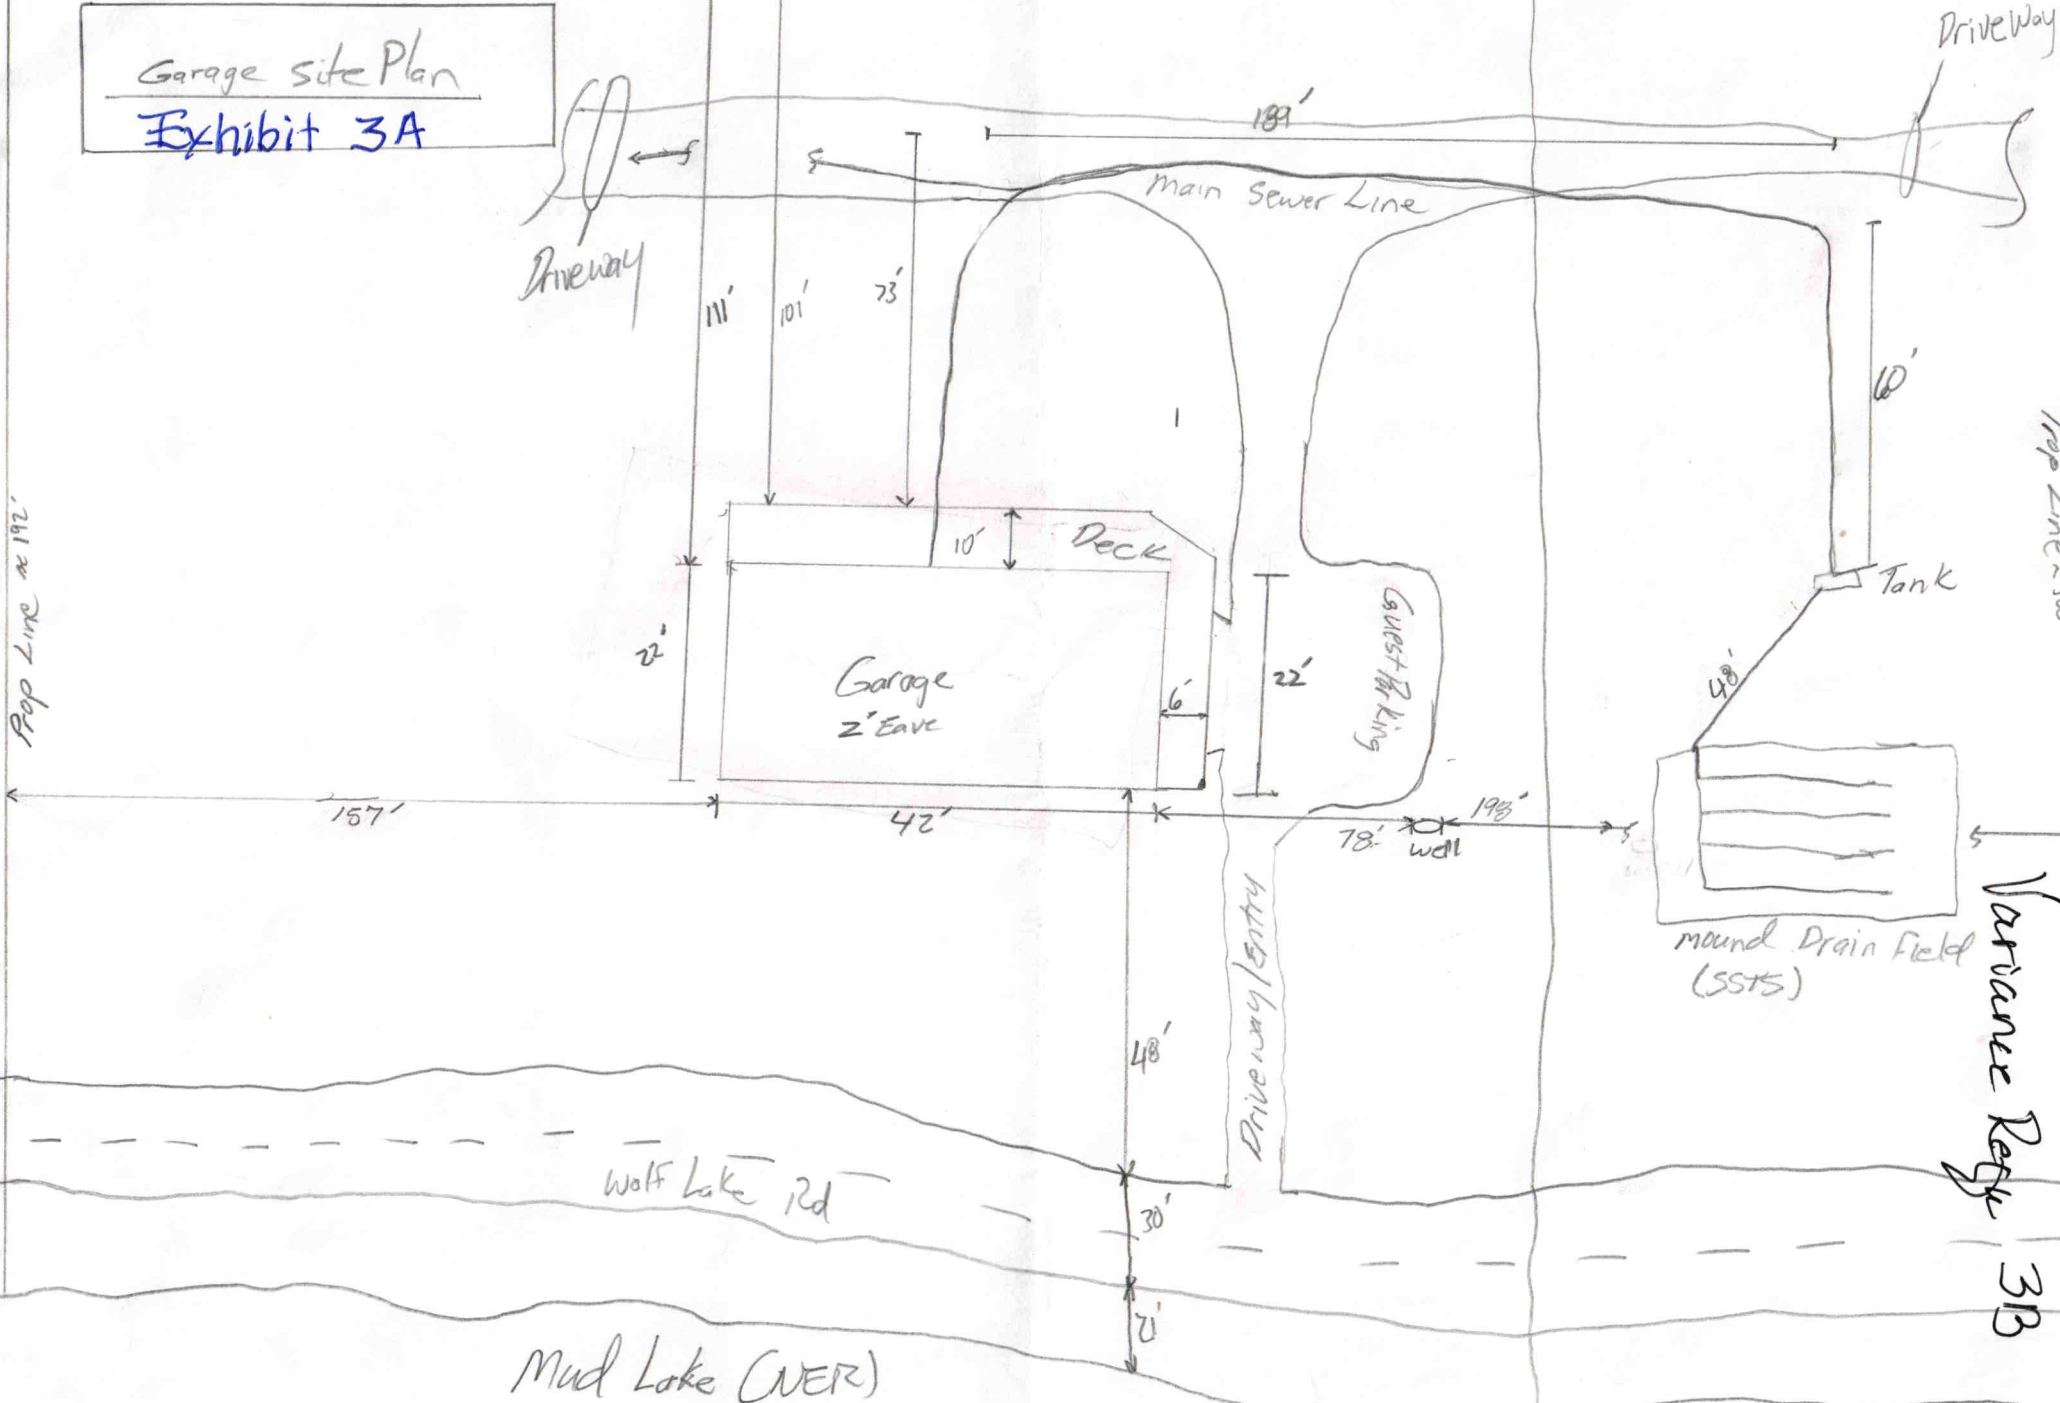 Garage Site Plan
Exhibit 3A
DriveWay
189'
Main Sewer Line
Driveway
111'
101'
73'
60'
Prop Line ≈ 192'
10'
Deck
Tank
22'
Garage
2' Eave
6'
22'
Guest Parking
48'
157'
42'
78'
well
198'
Mound Drain Field
(SSTS)
Driveway/Entry
48'
Wolf Lake Rd
30'
21'
Mud Lake (NER)
Variance
3B